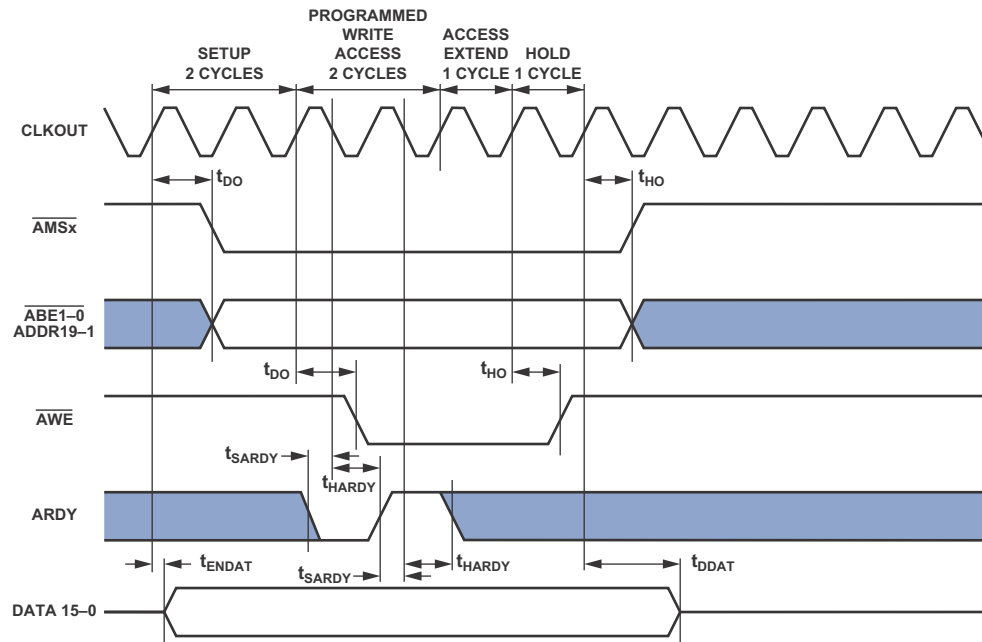 SETUP
2 CYCLES
PROGRAMMED
WRITE
ACCESS
2 CYCLES
ACCESS
EXTEND
1 CYCLE
HOLD
1 CYCLE
CLKOUT
tDO
tHO
AMSx
ABE1–0
ADDR19–1
tDO
tHO
AWE
tSARDY
tHARDY
ARDY
tENDAT
tSARDY
tHARDY
tDDAT
DATA 15–0